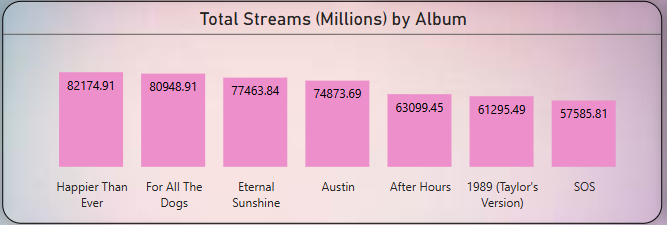 Total Streams (Millions) by Album
82174.91
80948.91
77463.84
74873.69
63099.45
61295.49
57585.81
Happier Than
Ever
For All The
Dogs
Eternal
Sunshine
Austin
After Hours
1989 (Taylor's
Version)
SOS